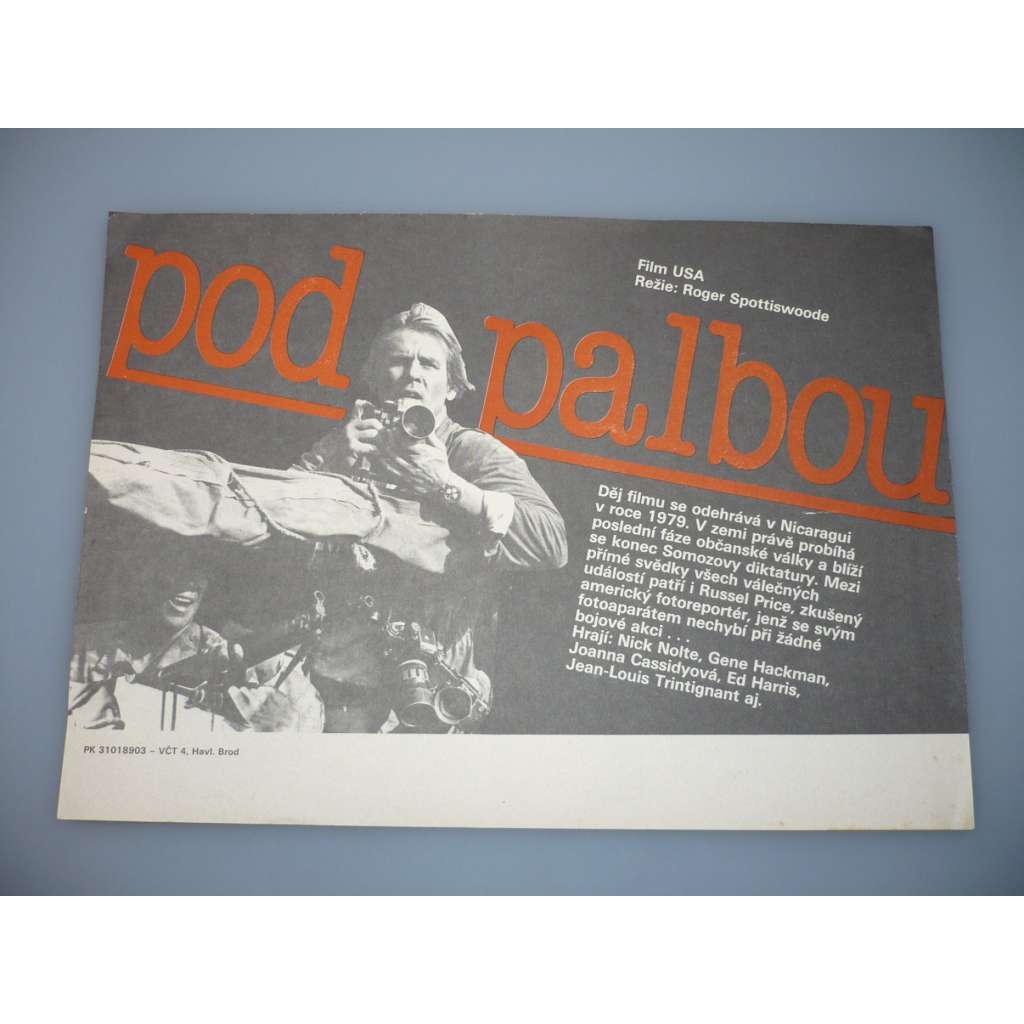 pod palbou
Film USA
Režie: Roger Spottiswoode
Děj filmu se odehrává v Nicaragui
v roce 1979. V zemi právě probíhá
poslední fáze občanské války a blíží
se konec Somozovy diktatury. Mezi
přímé svědky všech válečných
událostí patří i Russel Price, zkušený
americký fotoreportér, jenž se svým
fotoaparátem nechybí při žádné
bojové akci ...
Hrají: Nick Nolte, Gene Hackman,
Joanna Cassidyová, Ed Harris,
Jean-Louis Trintignant aj.
PK 31018903 – VČT 4, Havl. Brod